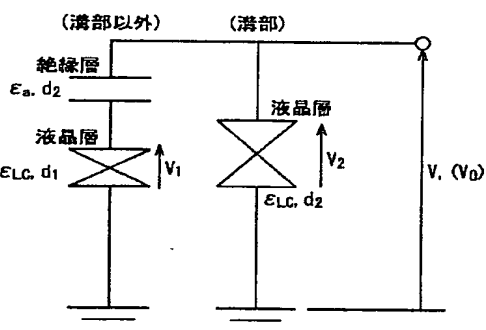 (溝部以外)
(溝部)
絶縁層
εa, d2
液晶層
液晶層
εLC, d1
V1
V2
V, (V0)
εLC, d2